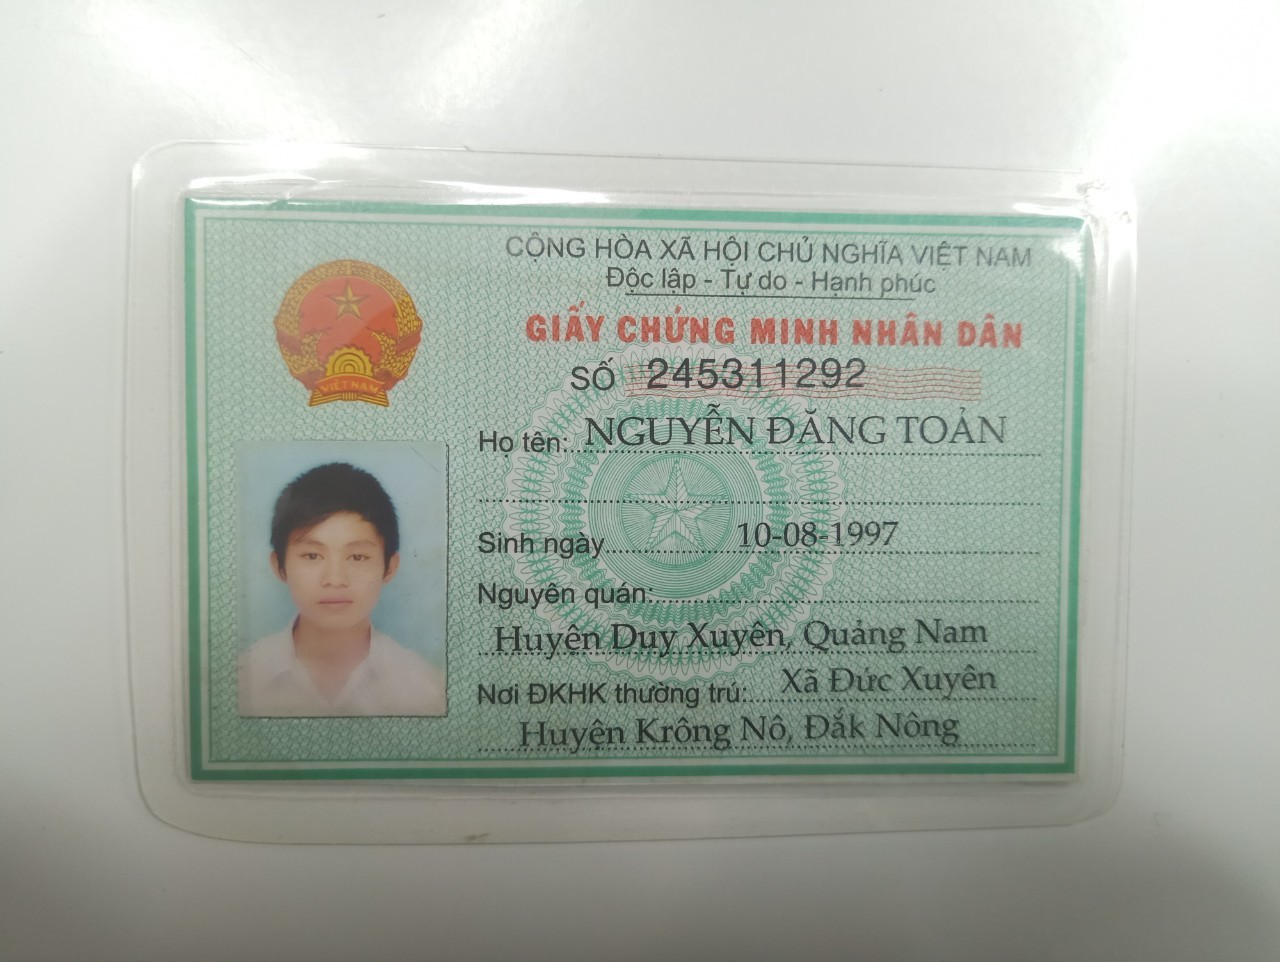 CỘNG HÒA XÃ HỘI CHỦ NGHĨA VIỆT NAM
Độc lập - Tự do - Hạnh phúc
GIẤY CHỨNG MINH NHÂN DÂN
SỐ 245311292
VIỆT NAM
Họ tên: NGUYỄN ĐĂNG TOẢN
Sinh ngày 10-08-1997
Nguyên quán:
Huyện Duy Xuyên, Quảng Nam
Nơi ĐKHK thường trú: Xã Đức Xuyên
Huyện Krông Nô, Đắk Nông